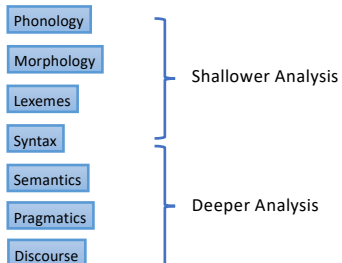 Phonology
Morphology
Shallower Analysis
Lexemes
Syntax
Semantics
Deeper Analysis
Pragmatics
Discourse